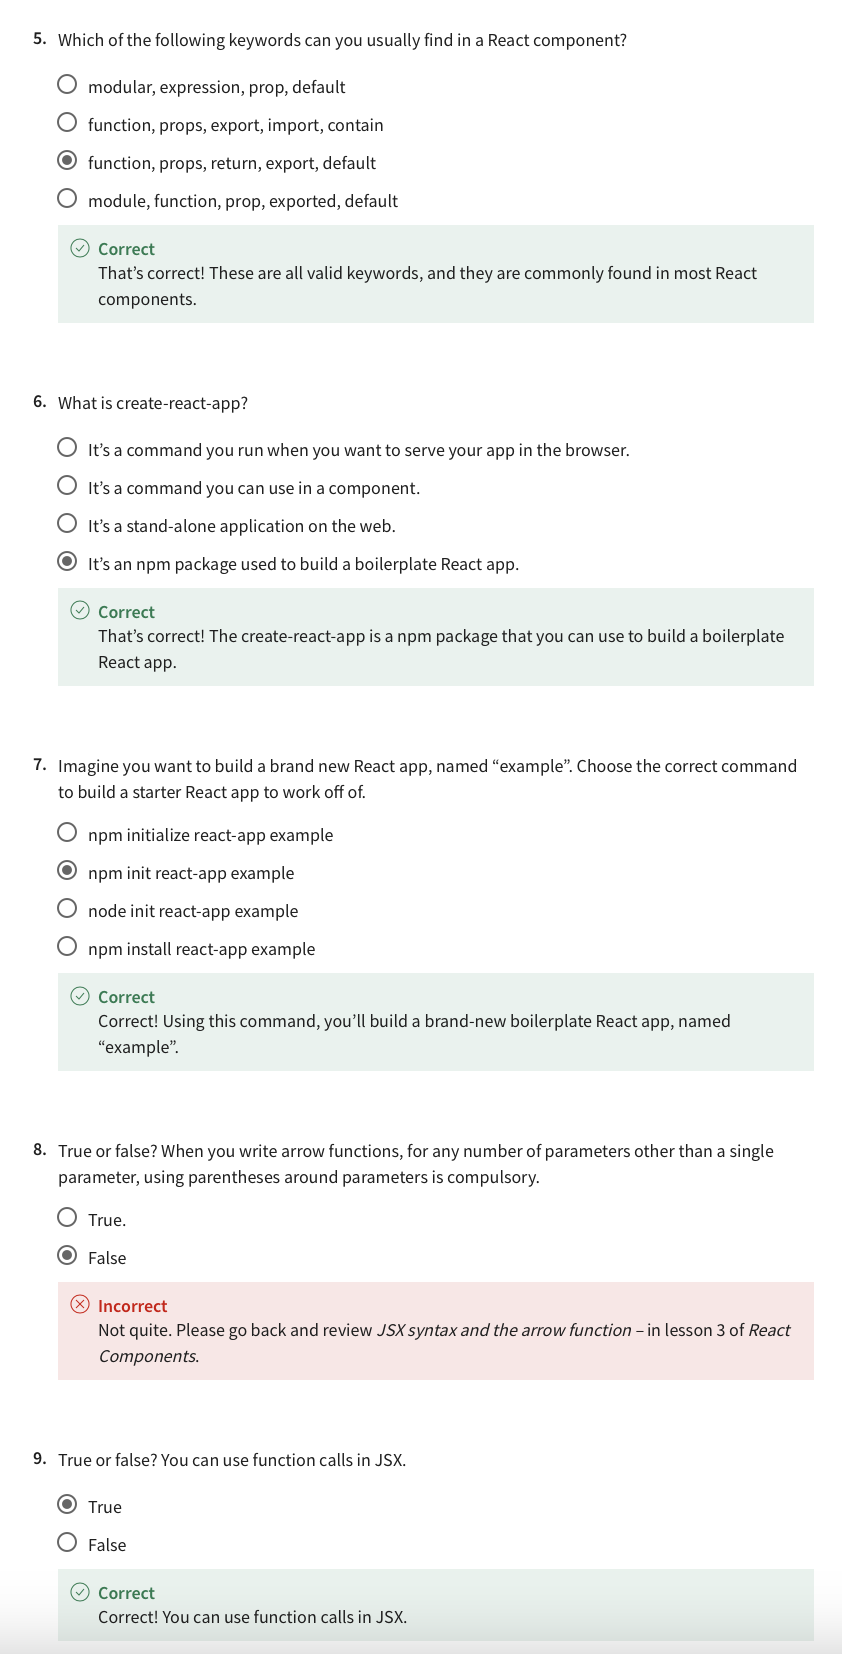 5. Which of the following keywords can you usually find in a React component?
modular, expression, prop, default
function, props, export, import, contain
function, props, return, export, default
module, function, prop, exported, default
Correct
That’s correct! These are all valid keywords, and they are commonly found in most React
components.
6. What is create-react-app?
It’s a command you run when you want to serve your app in the browser.
It’s a command you can use in a component.
It’s a stand-alone application on the web.
It’s an npm package used to build a boilerplate React app.
Correct
That’s correct! The create-react-app is a npm package that you can use to build a boilerplate
React app.
7. Imagine you want to build a brand new React app, named “example”. Choose the correct command
to build a starter React app to work off of.
npm initialize react-app example
npm init react-app example
node init react-app example
npm install react-app example
Correct
Correct! Using this command, you’ll build a brand-new boilerplate React app, named
“example”.
8. True or false? When you write arrow functions, for any number of parameters other than a single
parameter, using parentheses around parameters is compulsory.
True.
False
Incorrect
Not quite. Please go back and review JSX syntax and the arrow function – in lesson 3 of React
Components.
9. True or false? You can use function calls in JSX.
True
False
Correct
Correct! You can use function calls in JSX.